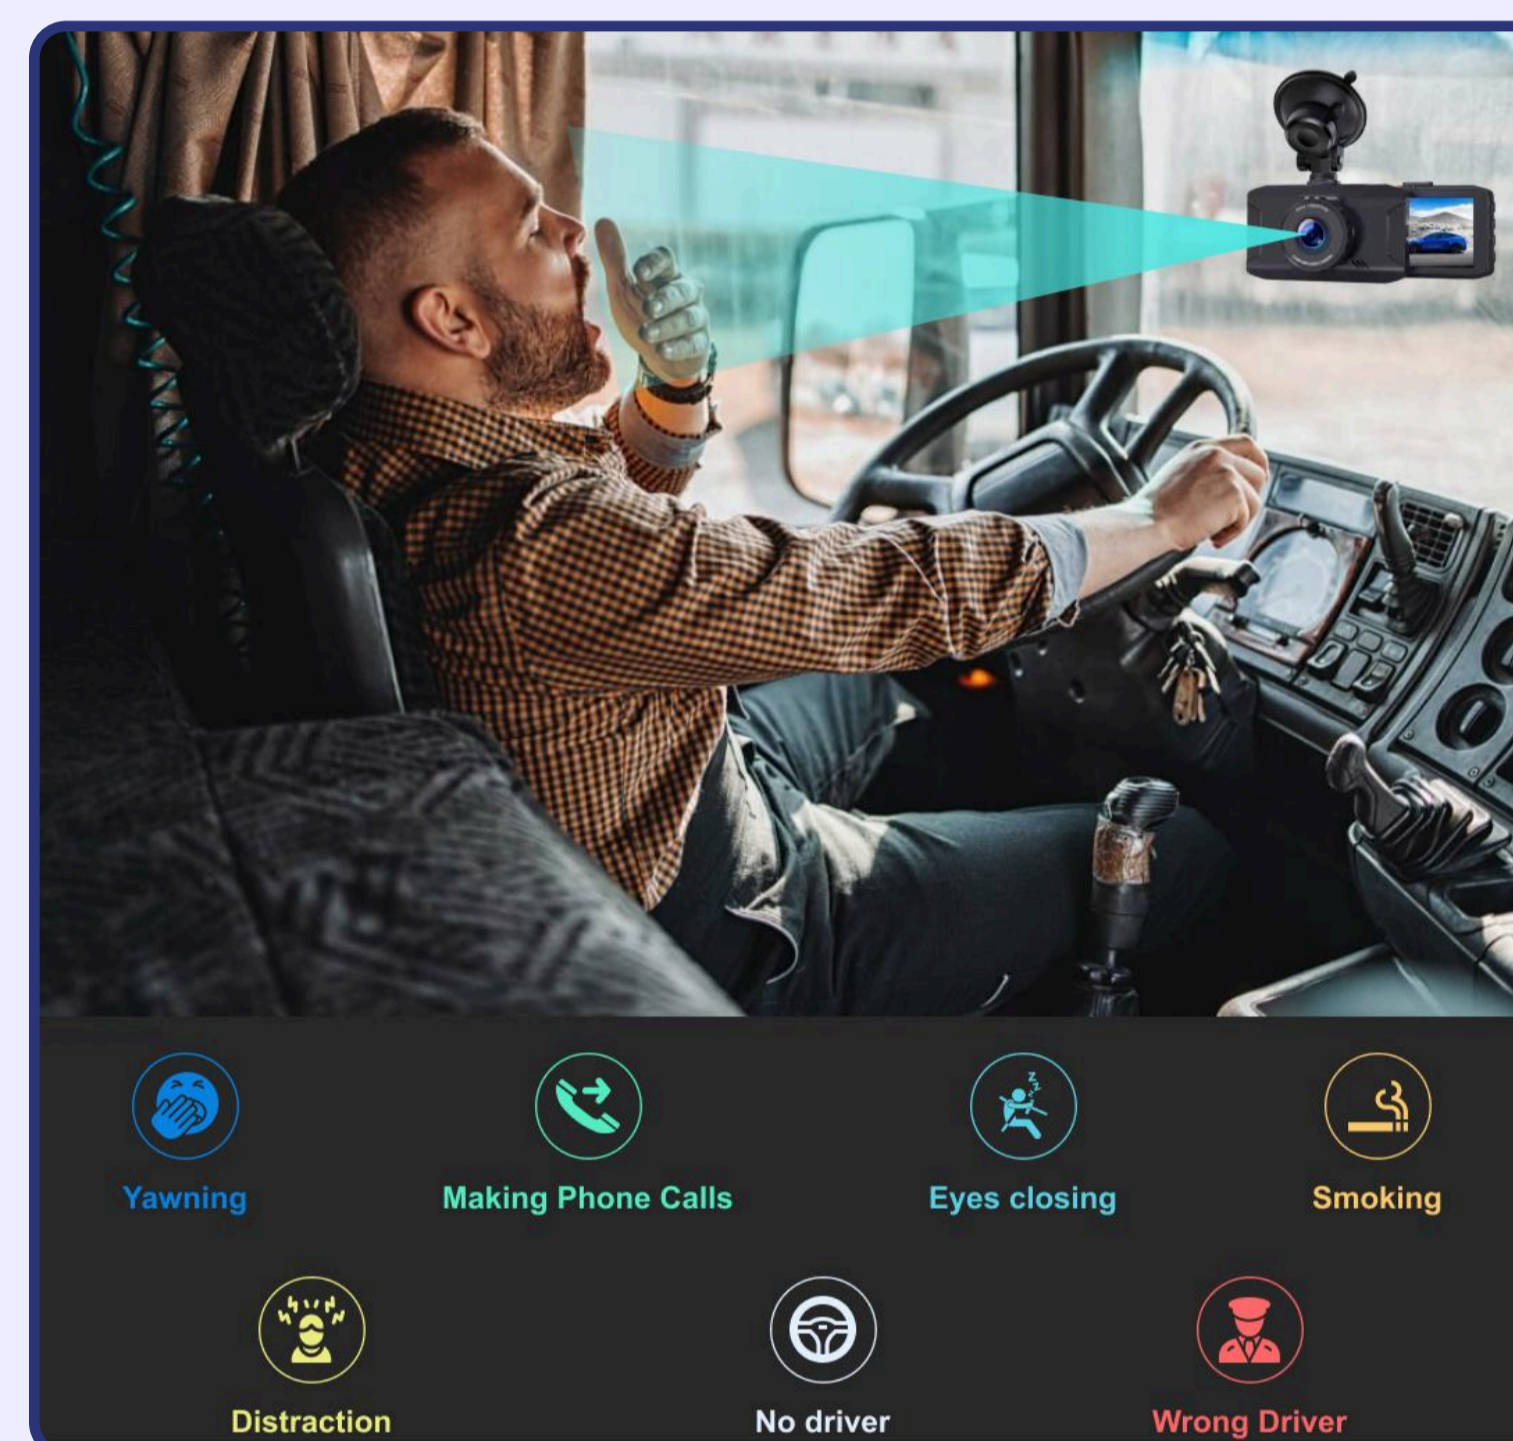 Yawning
Making Phone Calls
Eyes closing
Smoking
Distraction
No driver
Wrong Driver